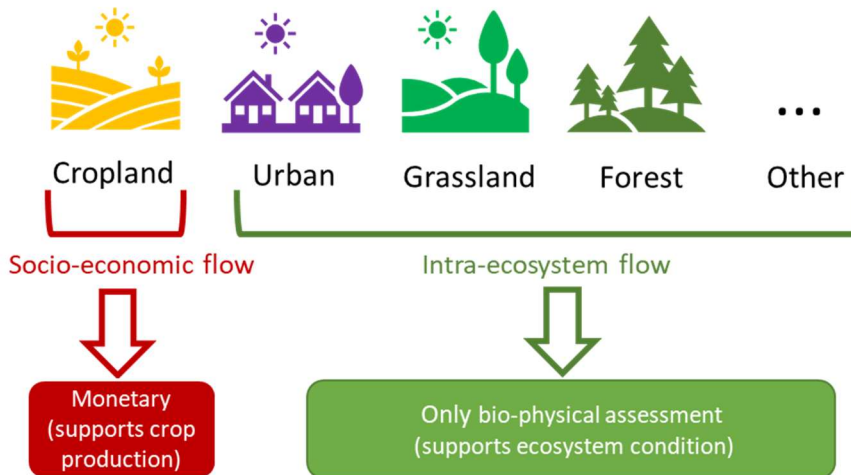 Cropland Urban Grassland Forest Other
...
Socio-economic flow Intra-ecosystem flow
Monetary
(supports crop
production)
Only bio-physical assessment
(supports ecosystem condition)